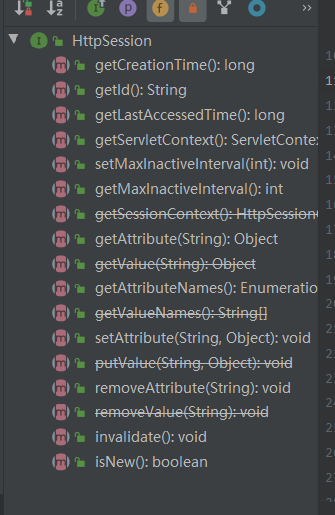 HttpSession
getCreationTime(): long
getId(): String
getLastAccessedTime(): long
getServletContext(): ServletConte
setMaxInactiveInterval(int): void
getMaxInactiveInterval(): int
getSessionContext(): HttpSession
getAttribute(String): Object
getValue(String): Object
getAttributeNames(): Enumeratio
getValueNames(): String[]
setAttribute(String, Object): void
putValue(String, Object): void
removeAttribute(String): void
removeValue(String): void
invalidate(): void
isNew(): boolean